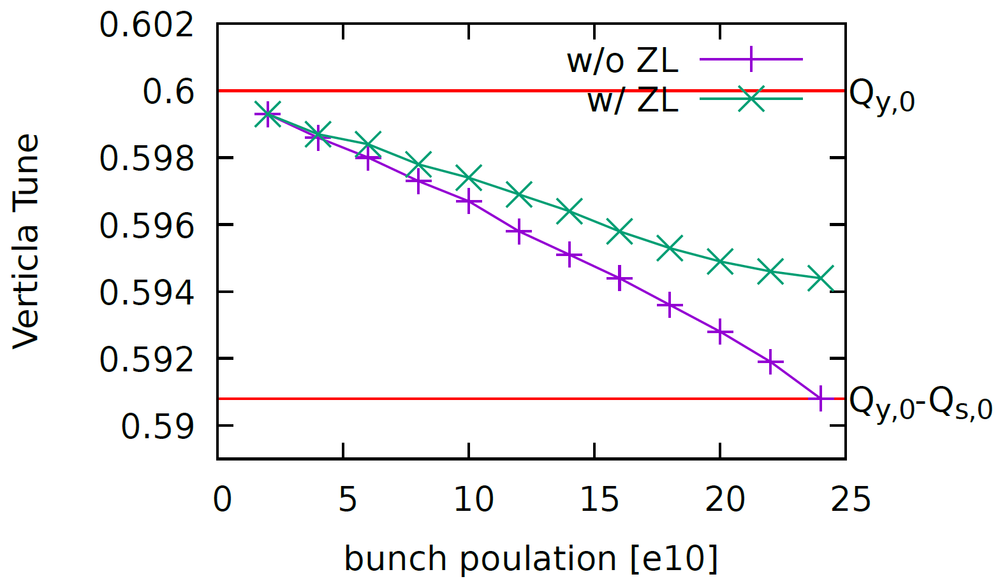 0.602
0.6
0.598
0.596
0.594
0.592
0.59
Verticla Tune
w/o ZL
w/ ZL
Qy,0
Qy,0-Qs,0
0 5 10 15 20 25
bunch poulation [e10]